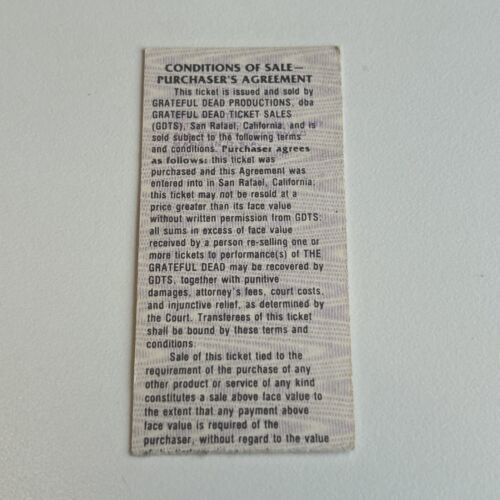 CONDITIONS OF SALE—
PURCHASER'S AGREEMENT
This ticket is issued and sold by
GRATEFUL DEAD PRODUCTIONS, dba
GRATEFUL DEAD TICKET SALES
(GDTS), San Rafael, California, and is
sold subject to the following terms
and conditions. Purchaser agrees
as follows: this ticket was
purchased and this Agreement was
entered into in San Rafael, California;
this ticket may not be resold at a
price greater than its face value
without written permission from GDTS;
all sums in excess of face value
received by a person re-selling one or
more tickets to performance(s) of THE
GRATEFUL DEAD may be recovered by
GDTS, together with punitive
damages, attorney's fees, court costs,
and injunctive relief, as determined by
the Court. Transferees of this ticket
shall be bound by these terms and
conditions.
Sale of this ticket tied to the
requirement of the purchase of any
other product or service of any kind
constitutes a sale above face value to
the extent that any payment above
face value is required of the
purchaser, without regard to the value